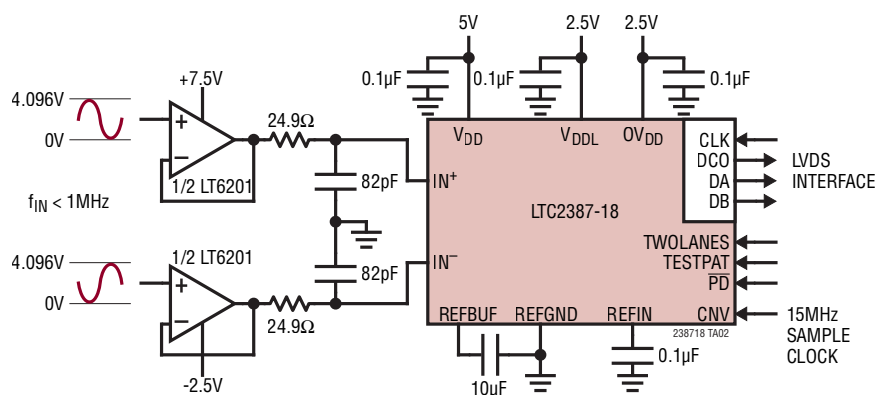 5V
2.5V
2.5V
0.1µF
0.1µF
0.1µF
+7.5V
4.096V
0V
24.9Ω
+
−
1/2 LT6201
82pF
fIN < 1MHz
1/2 LT6201
4.096V
0V
+
−
82pF
24.9Ω
-2.5V
VDD
VDDL
OVDD
IN+
IN−
LTC2387-18
CLK
DCO
DA
DB
LVDS
INTERFACE
TWOLANES
TESTPAT
PD
CNV
15MHz
SAMPLE
CLOCK
REFBUF
REFGND
REFIN
238718 TA02
10µF
0.1µF